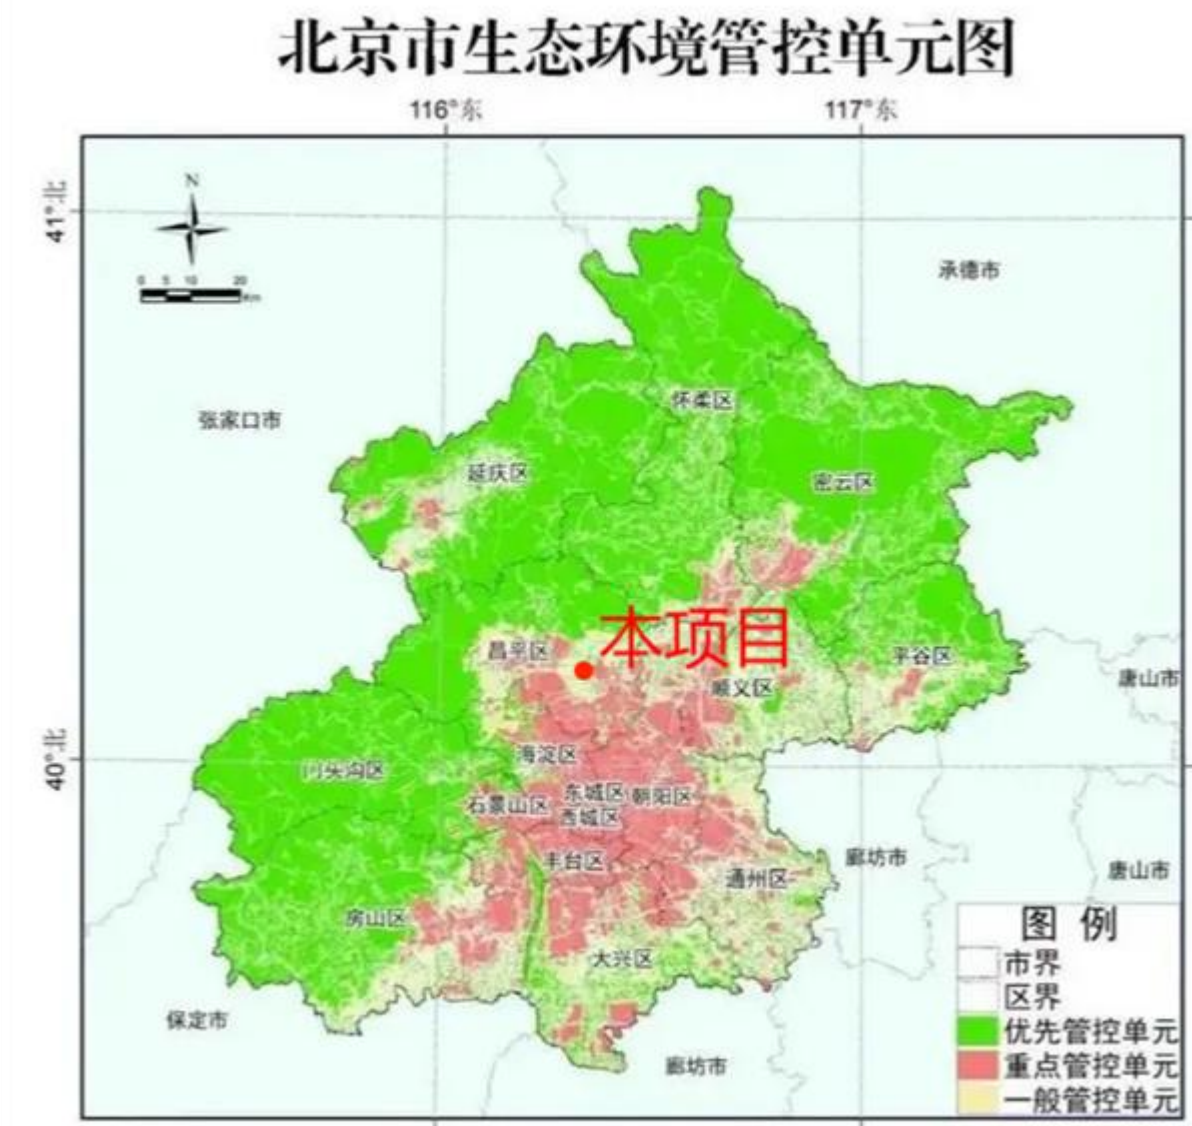 北京市生态环境管控单元图
116°东
117°东
41°北
N
0 5 10 20
Km
承德市
张家口市
怀柔区
延庆区
密云区
本项目
昌平区
平谷区
顺义区
唐山市
40°北
海淀区
门头沟区
东城区
朝阳区
石景山区
西城区
丰台区
廊坊市
唐山市
通州区
房山区
大兴区
保定市
廊坊市
图 例
市界
区界
优先管控单元
重点管控单元
一般管控单元